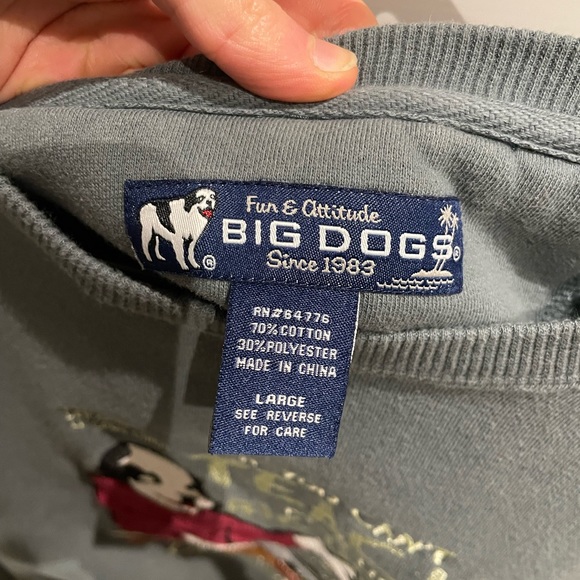 Fun & Attitude
BIG DOGS®
Since 1983
®
RN#64776
70%COTTON
30%POLYESTER
MADE IN CHINA
LARGE
SEE REVERSE
FOR CARE